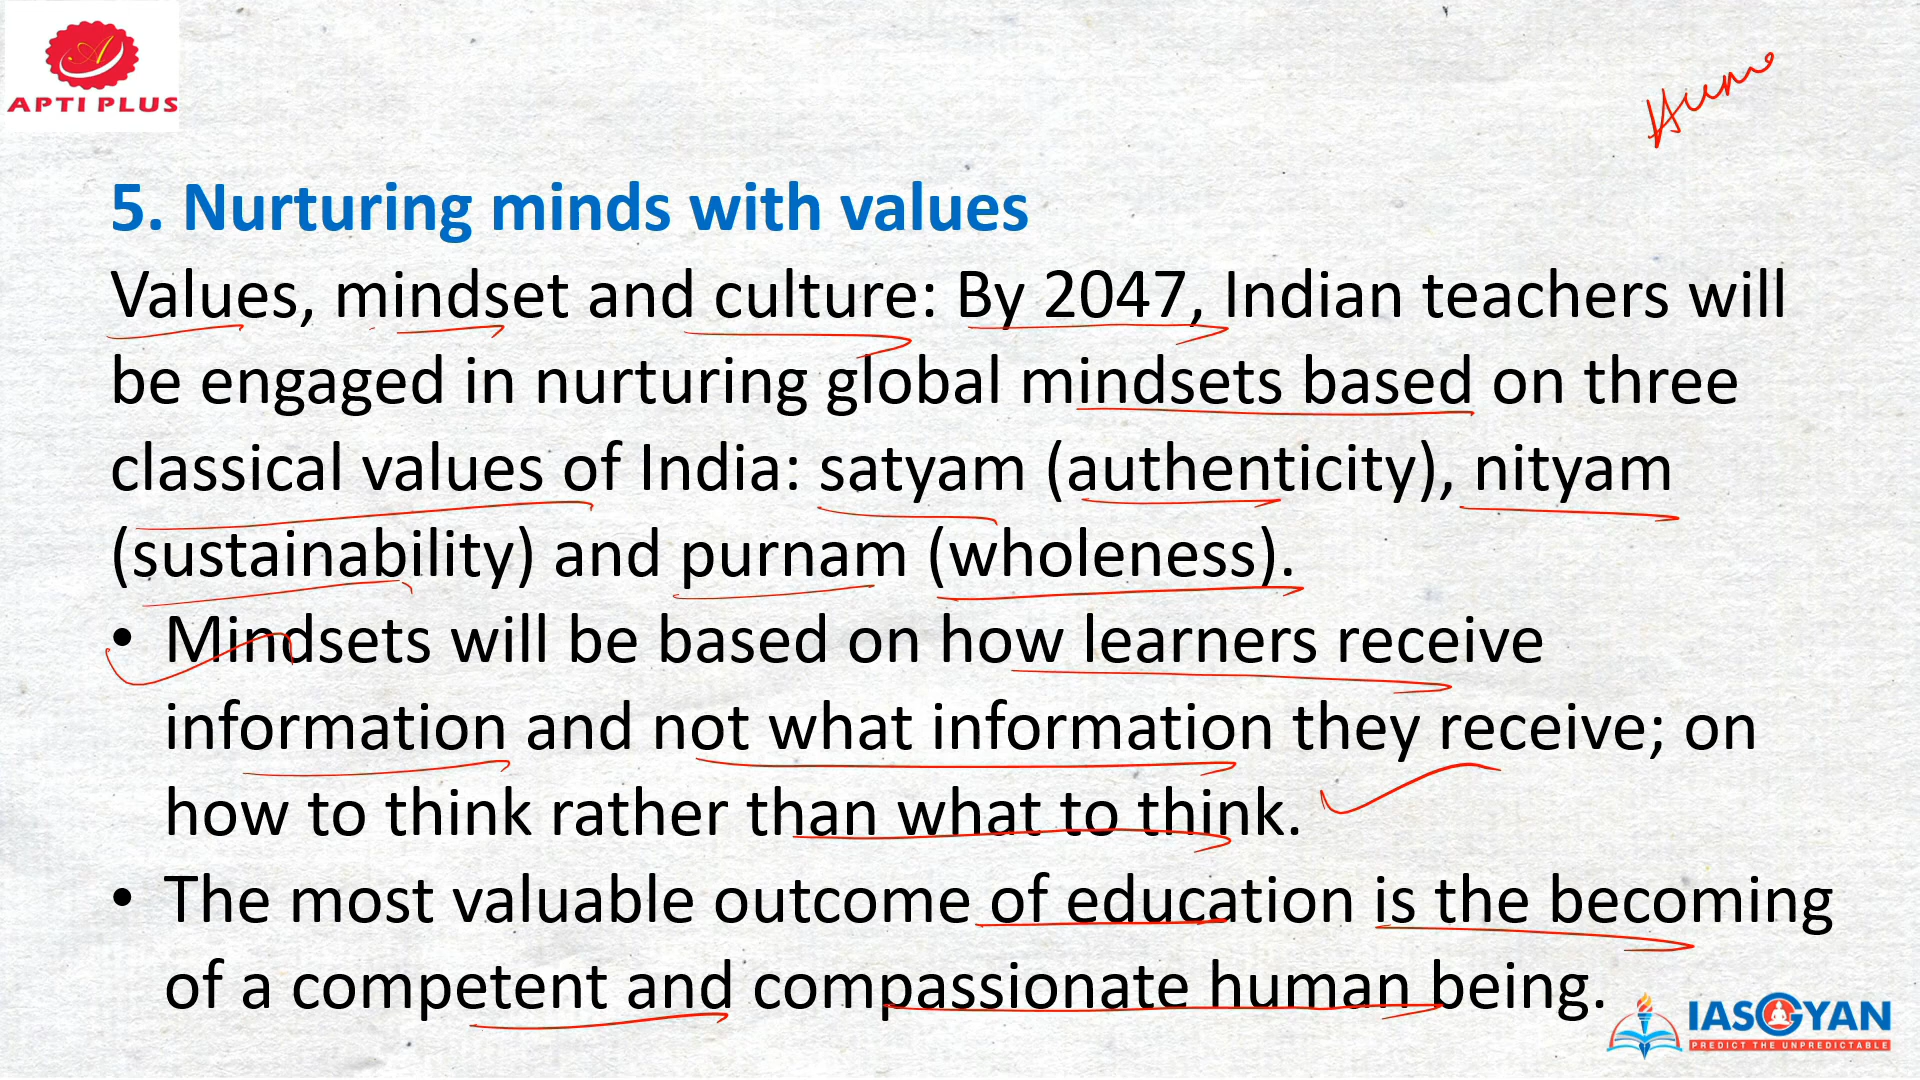 APTI PLUS
5. Nurturing minds with values
Values, mindset and culture: By 2047, Indian teachers will
be engaged in nurturing global mindsets based on three
classical values of India: satyam (authenticity), nityam
(sustainability) and purnam (wholeness).
• Mindsets will be based on how learners receive
information and not what information they receive; on
how to think rather than what to think.
• The most valuable outcome of education is the becoming
of a competent and compassionate human being.
IASGYAN
PREDICT THE UNPREDICTABLE